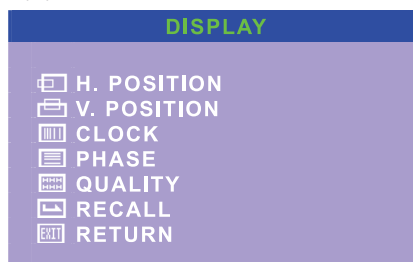 DISPLAY
H. POSITION
V. POSITION
CLOCK
PHASE
QUALITY
RECALL
EXIT RETURN